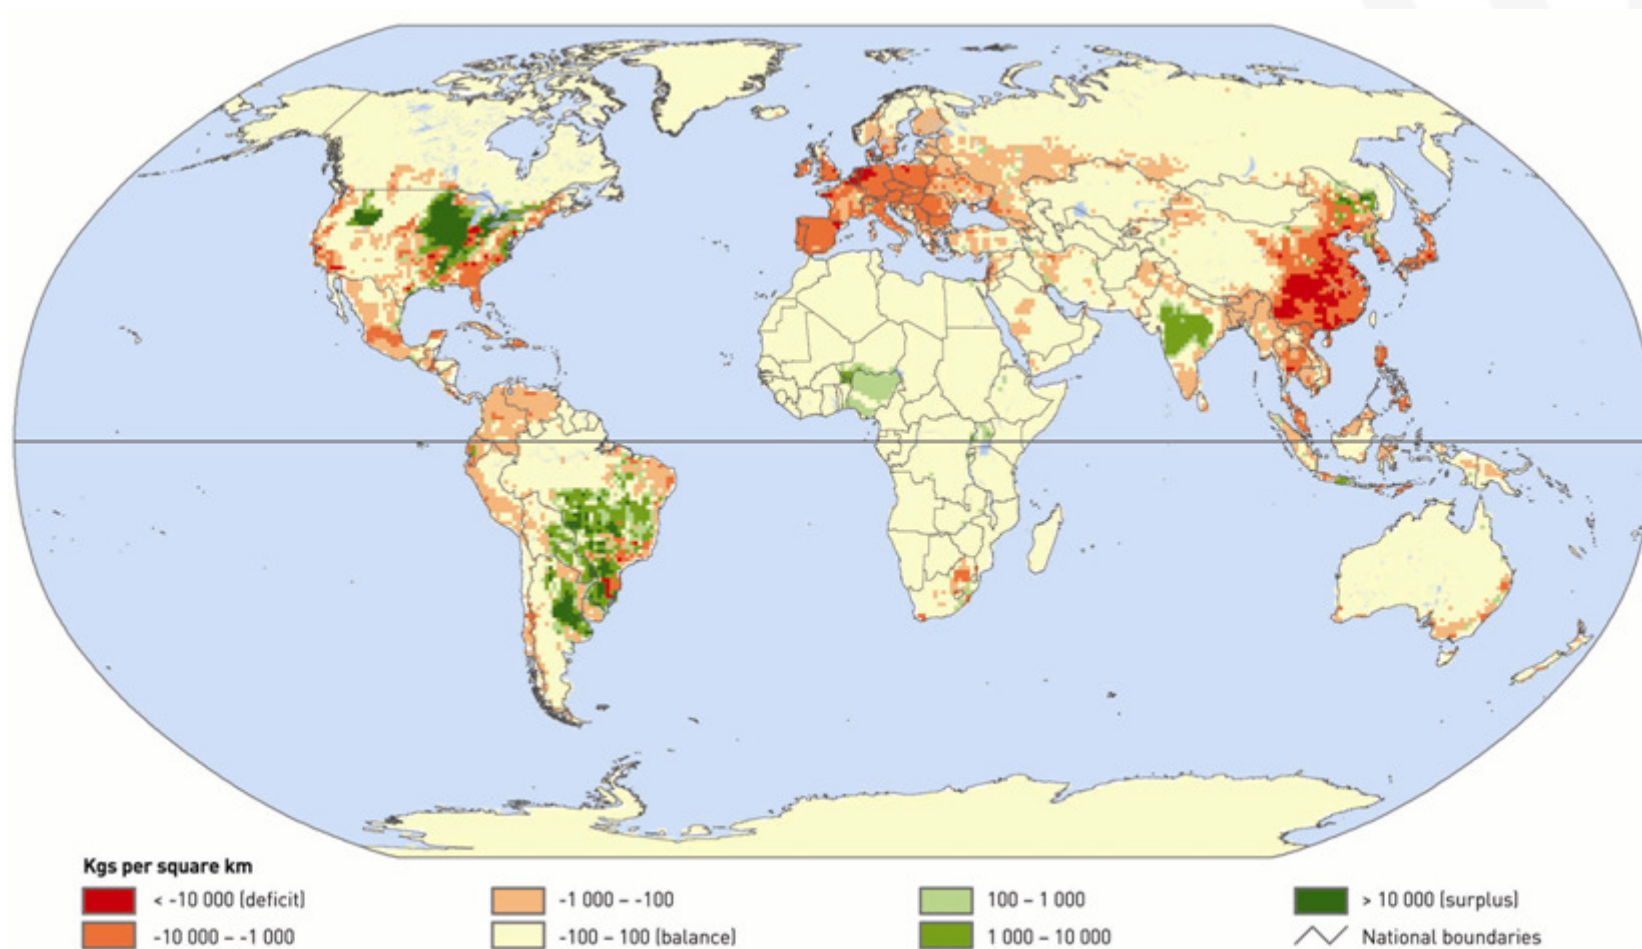 Kgs per square km
< -10 000 (deficit)
-1 000 – -100
100 – 1 000
> 10 000 (surplus)
-10 000 – -1 000
-100 – 100 (balance)
1 000 – 10 000
National boundaries